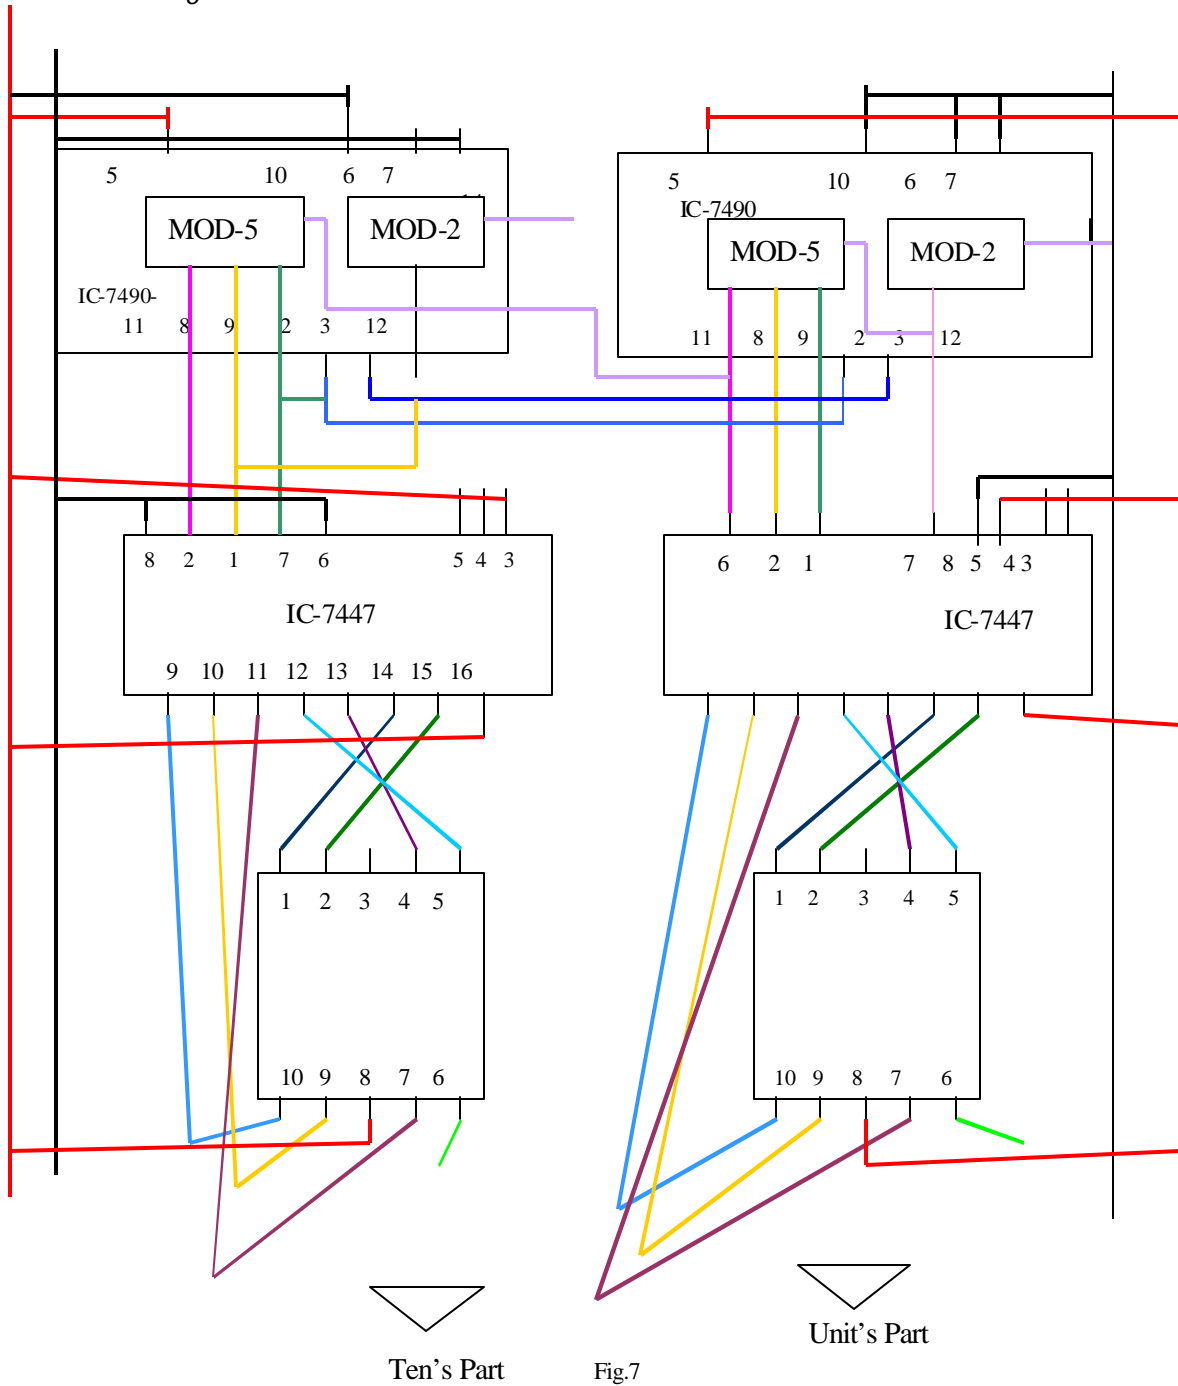 5 10 6 7
5 10 6 7
IC-7490
MOD-5 MOD-2
MOD-5 MOD-2
IC-7490-
11 8 9 2 3 12
11 8 9 2 3 12
8 2 1 7 6 5 4 3
6 2 1 7 8 5 4 3
IC-7447
IC-7447
9 10 11 12 13 14 15 16
1 2 3 4 5
1 2 3 4 5
10 9 8 7 6
10 9 8 7 6
Unit's Part
Ten's Part
Fig.7